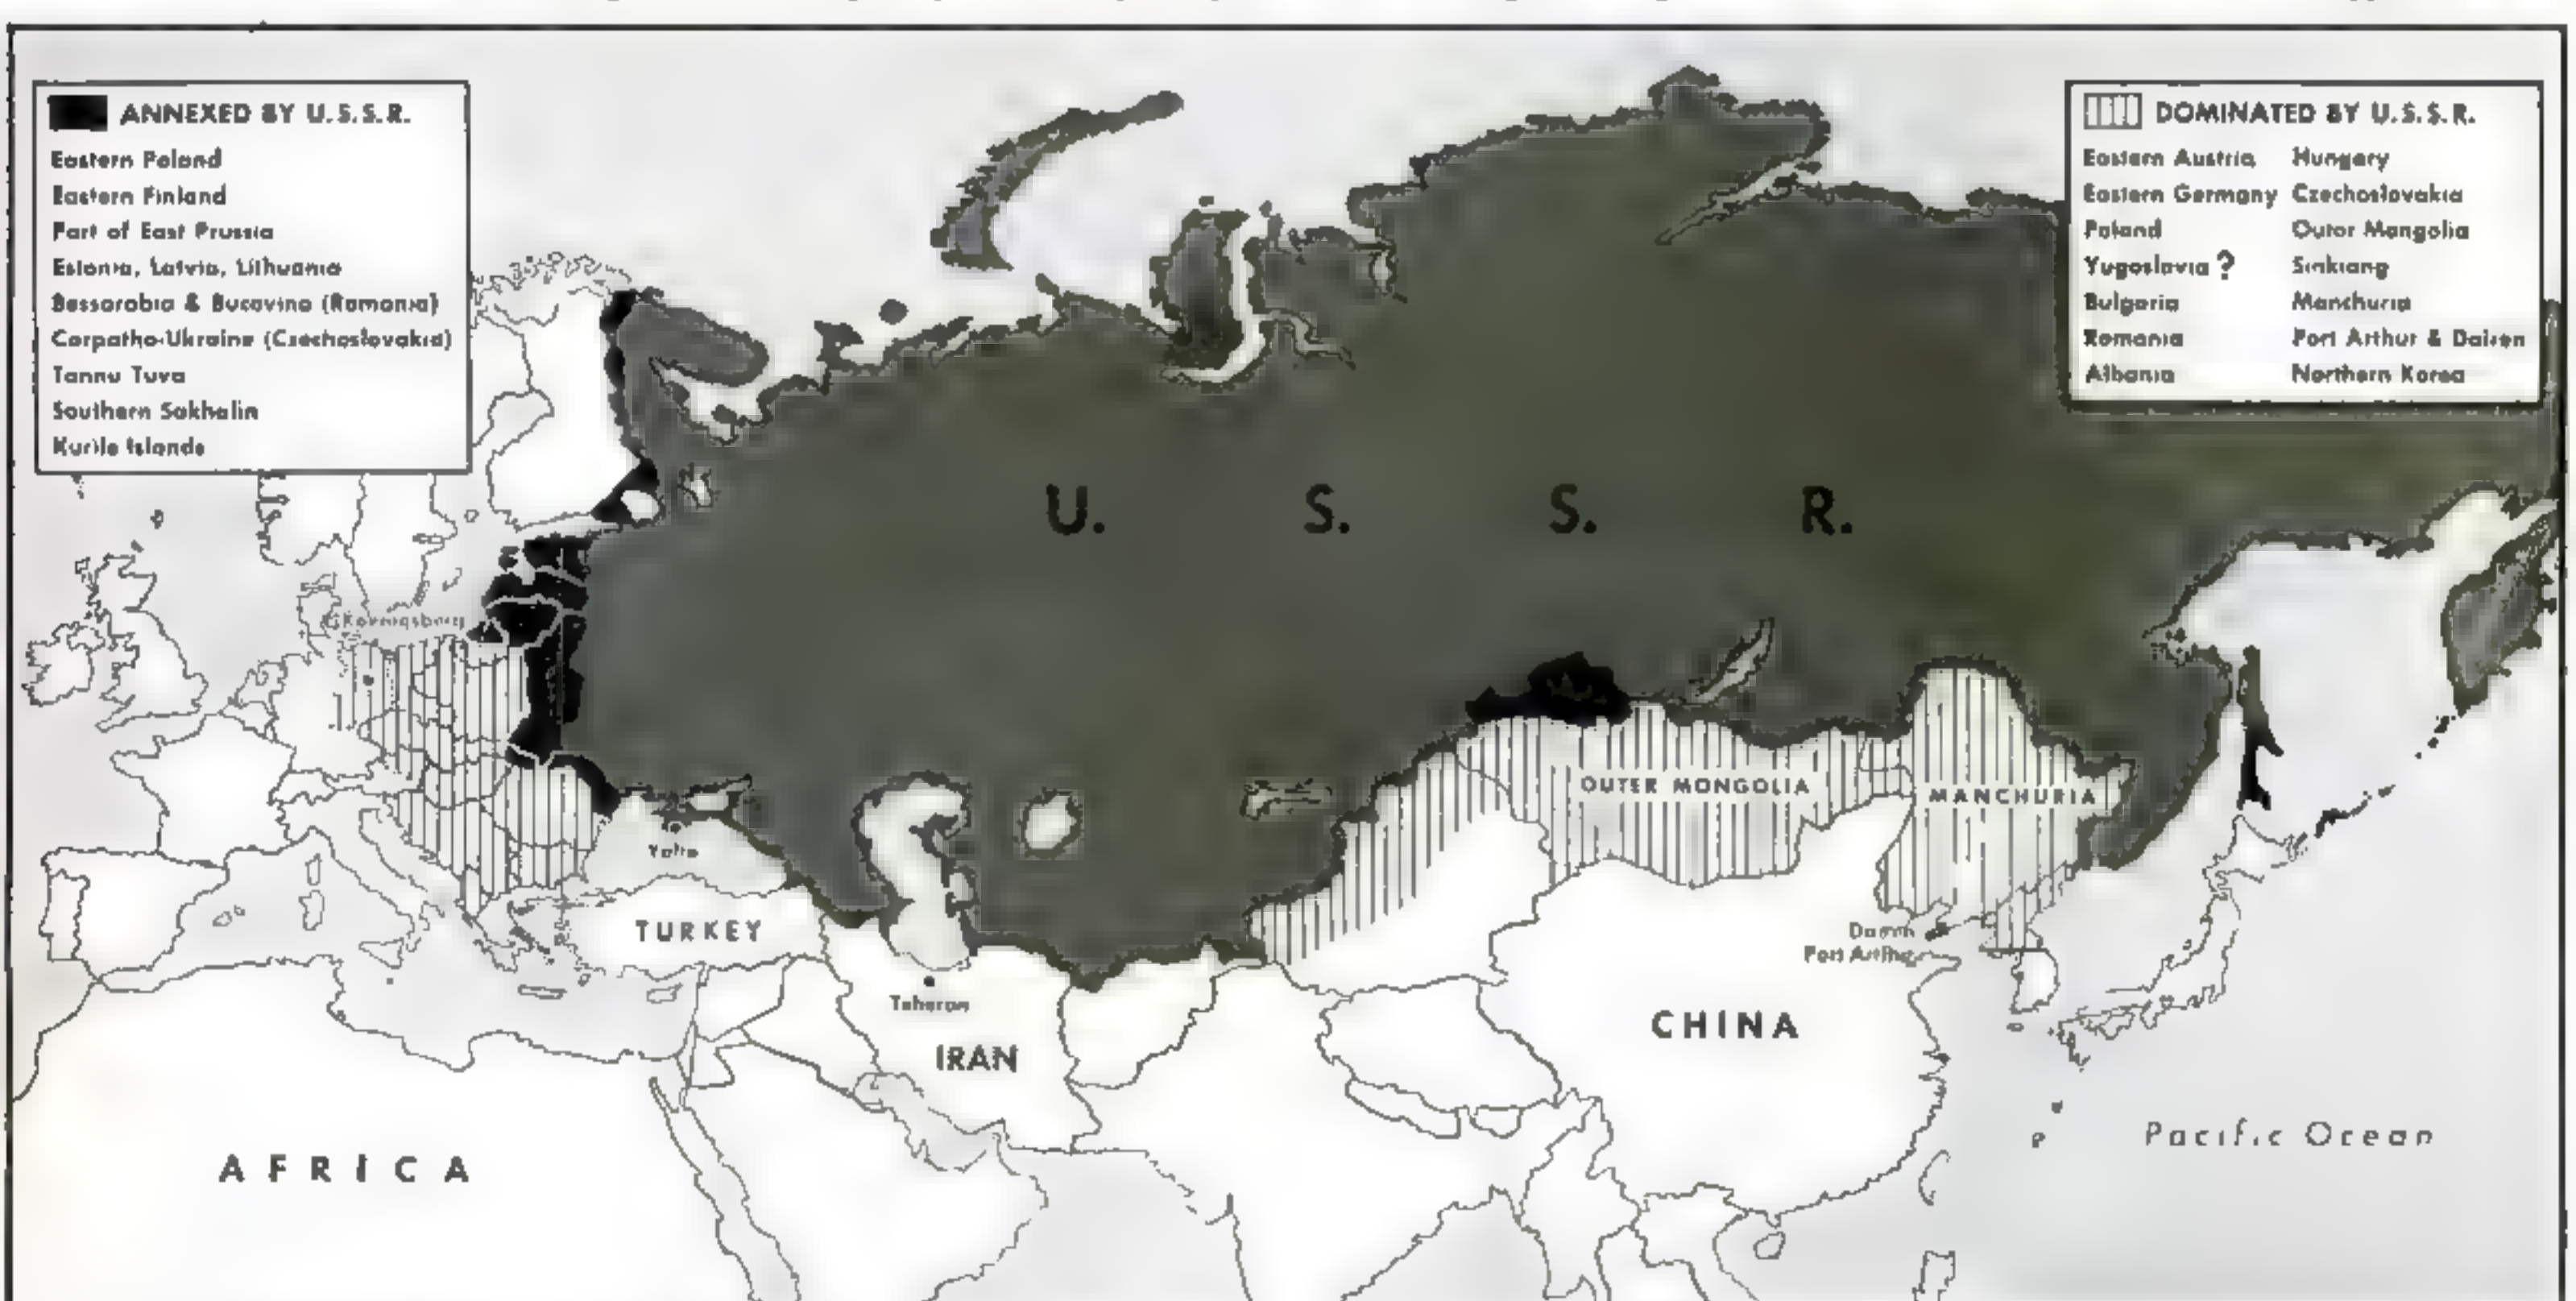 ANNEXED BY U.S.S.R.
Eastern Poland
Eastern Finland
Part of East Prussia
Estonia, Latvia, Lithuania
Bessarabia & Bucovina (Romania)
Carpatho-Ukraine (Czechoslovakia)
Tannu Tuva
Southern Sakhalin
Kurile Islands
DOMINATED BY U.S.S.R.
Eastern Austria Hungary
Eastern Germany Czechoslovakia
Poland Outer Mongolia
Yugoslavia ? Sinkiang
Bulgaria Manchuria
Romania Port Arthur & Dairen
Albania Northern Korea
U. S. S. R.
Koenigsberg
OUTER MONGOLIA
MANCHURIA
Yalta
TURKEY
Dairen
Port Arthur
Teheran
IRAN
CHINA
AFRICA
Pacific Ocean